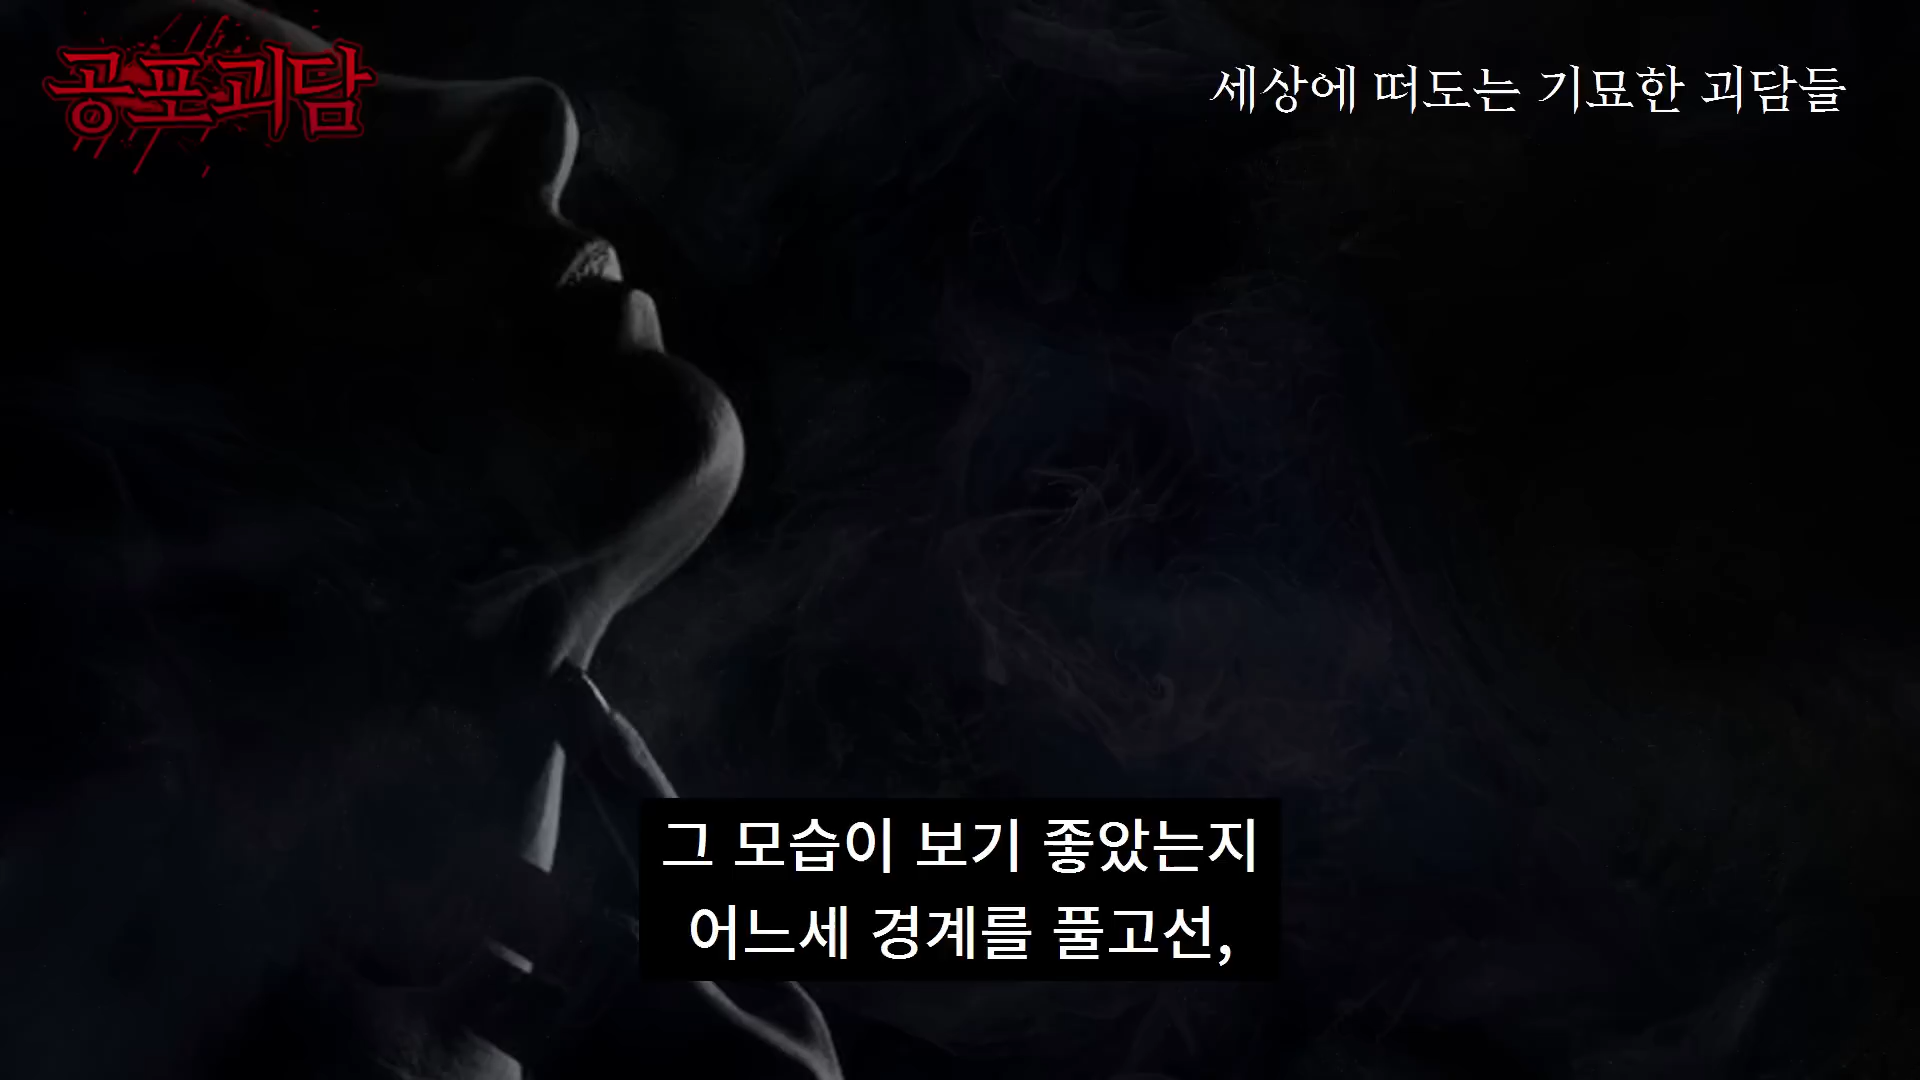 공포괴담
세상에 떠도는 기묘한 괴담들
그 모습이 보기 좋았는지
어느세 경계를 풀고선,